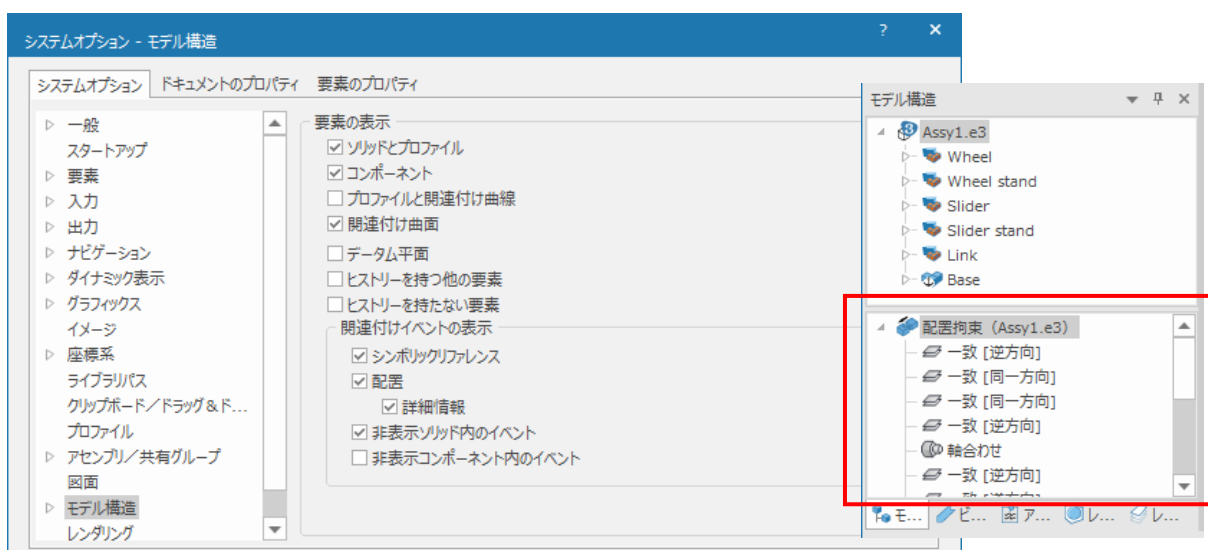 システムオプション - モデル構造
?
システムオプション ドキュメントのプロパティ 要素のプロパティ
一般
スタートアップ
要素
入力
出力
ナビゲーション
ダイナミック表示
グラフィックス
イメージ
座標系
ライブラリパス
クリップボード／ドラッグ&ド...
プロファイル
アセンブリ／共有グループ
図面
モデル構造
レンダリング
要素の表示
ソリッドとプロファイル
コンポーネント
プロファイルと関連付け曲線
関連付け曲面
データム平面
ヒストリーを持つ他の要素
ヒストリーを持たない要素
関連付けイベントの表示
シンボリックリファレンス
配置
詳細情報
非表示ソリッド内のイベント
非表示コンポーネント内のイベント
モデル構造
Assy1.e3
Wheel
Wheel stand
Slider
Slider stand
Link
Base
配置拘束（Assy1.e3）
一致 [逆方向]
一致 [同一方向]
一致 [同一方向]
一致 [逆方向]
軸合わせ
一致 [逆方向]
モ... ビ... ア... レ... レ...